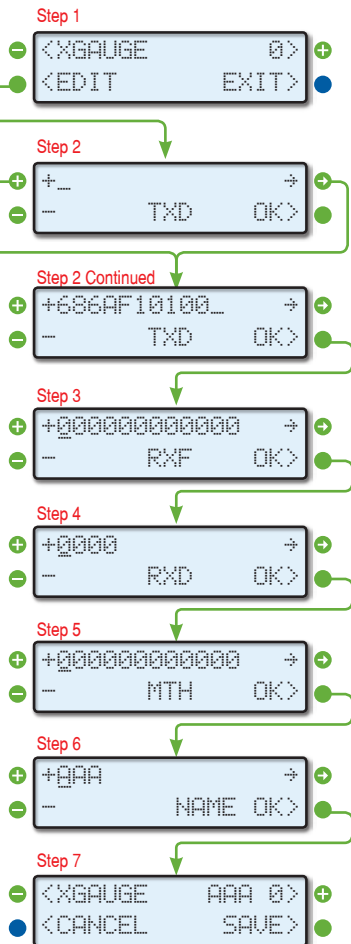 Step 1
<XGAUGE 0>
<EDIT EXIT>
Step 2
+_ →
- TXD OK>
Step 2 Continued
+686AF10100_ →
- TXD OK>
Step 3
+000000000000 →
- RXF OK>
Step 4
+0000 →
- RXD OK>
Step 5
+000000000000 →
- MTH OK>
Step 6
+AAA →
- NAME OK>
Step 7
<XGAUGE AAA 0>
<CANCEL SAVE>